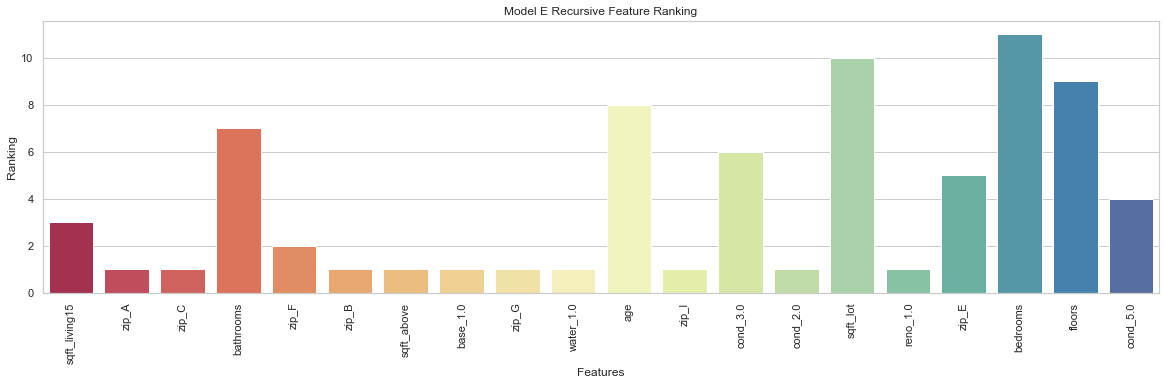 Model E Recursive Feature Ranking
Ranking
10
8
6
4
2
0
sqft_living15
zip_A
zip_C
bathrooms
zip_F
zip_B
sqft_above
base_1.0
zip_G
water_1.0
age
zip_I
cond_3.0
cond_2.0
sqft_lot
reno_1.0
zip_E
bedrooms
floors
cond_5.0
Features